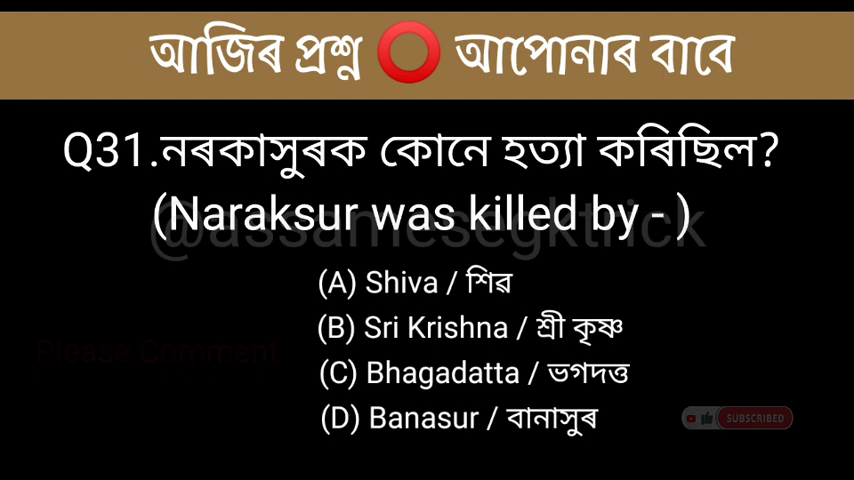 আজিৰ প্ৰশ্ন ⭕ আপোনাৰ বাবে
Q31.নৰকাসুৰক কোনে হত্যা কৰিছিল?
(Naraksur was killed by - )
@assamesegktrick
(A) Shiva / শিৱ
(B) Sri Krishna / শ্ৰী কৃষ্ণ
Please Comment
(C) Bhagadatta / ভগদত্ত
(D) Banasur / বানাসুৰ
SUBSCRIBED